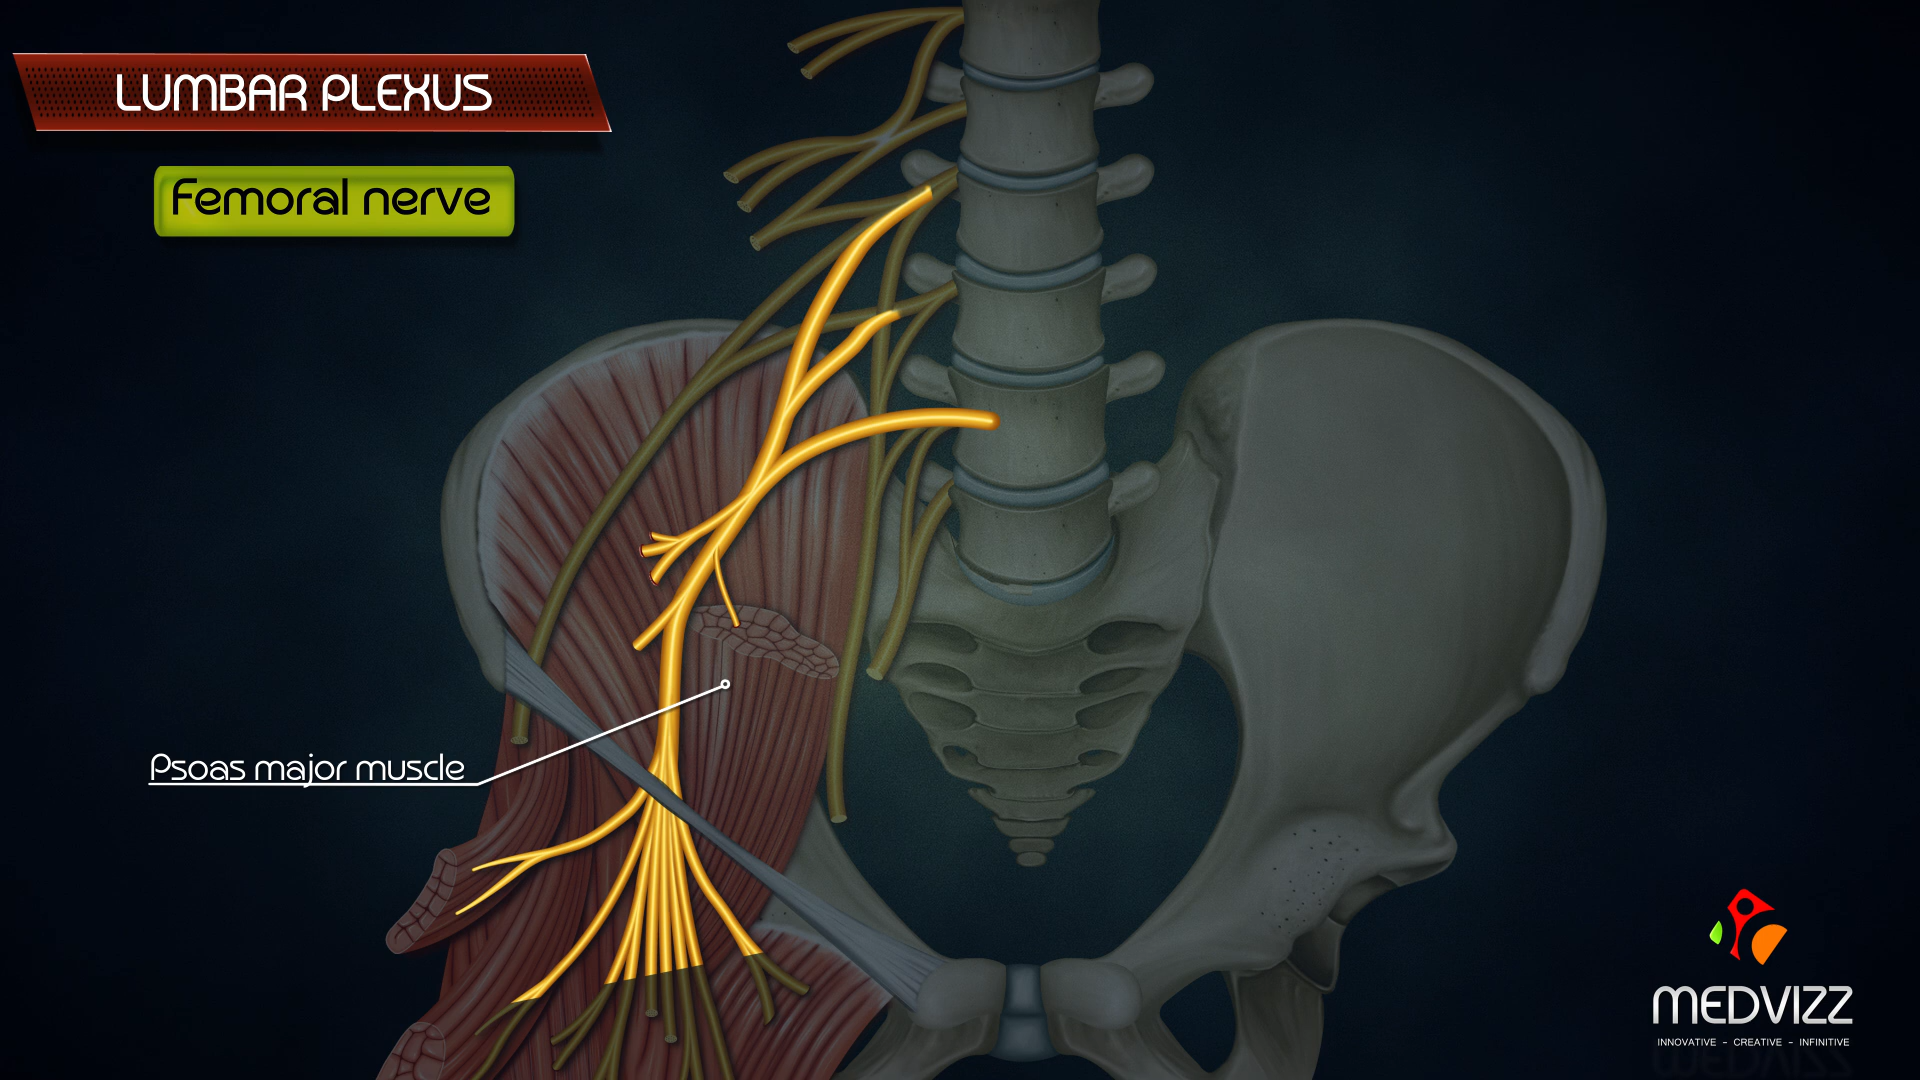 LUMBAR PLEXUS
Femoral nerve
Psoas major muscle
MEDVIZZ
INNOVATIVE - CREATIVE - INFINITIVE